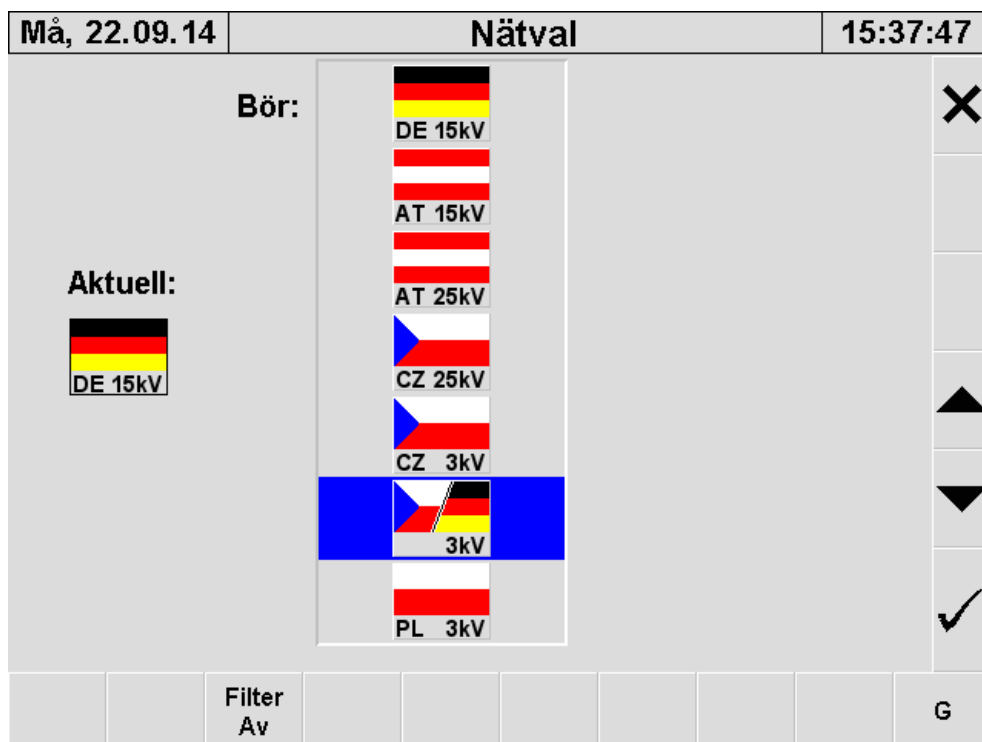 Må, 22.09.14 Nätval 15:37:47
Bör:
DE 15kV
AT 15kV
AT 25kV
Aktuell:
DE 15kV
CZ 25kV
CZ 3kV
3kV
PL 3kV
Filter
Av
G